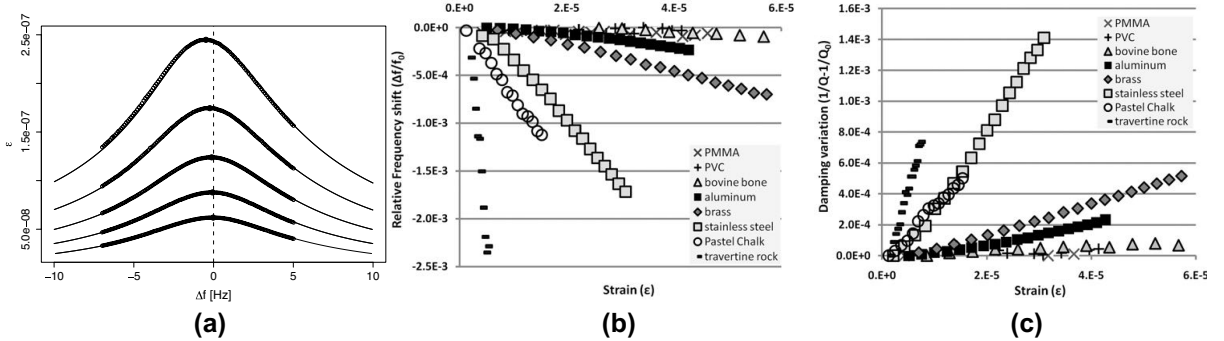 (a)
2.5e-07
1.5e-07
5.0e-08
ε
-10
-5
0
5
10
Δf [Hz]
(b)
0.E+0
2.E-5
4.E-5
6.E-5
0.0E+0
-5.0E-4
-1.0E-3
-1.5E-3
-2.0E-3
-2.5E-3
Relative Frequency shift (Δf/f₀)
PMMA
PVC
bovine bone
aluminum
brass
stainless steel
Pastel Chalk
travertine rock
Strain (ε)
(c)
1.6E-3
1.4E-3
1.2E-3
1.0E-3
8.0E-4
6.0E-4
4.0E-4
2.0E-4
0.0E+0
Damping variation (1/Q-1/Q₀)
PMMA
PVC
bovine bone
aluminum
brass
stainless steel
Pastel Chalk
travertine rock
0.E+0
2.E-5
4.E-5
6.E-5
Strain (ε)